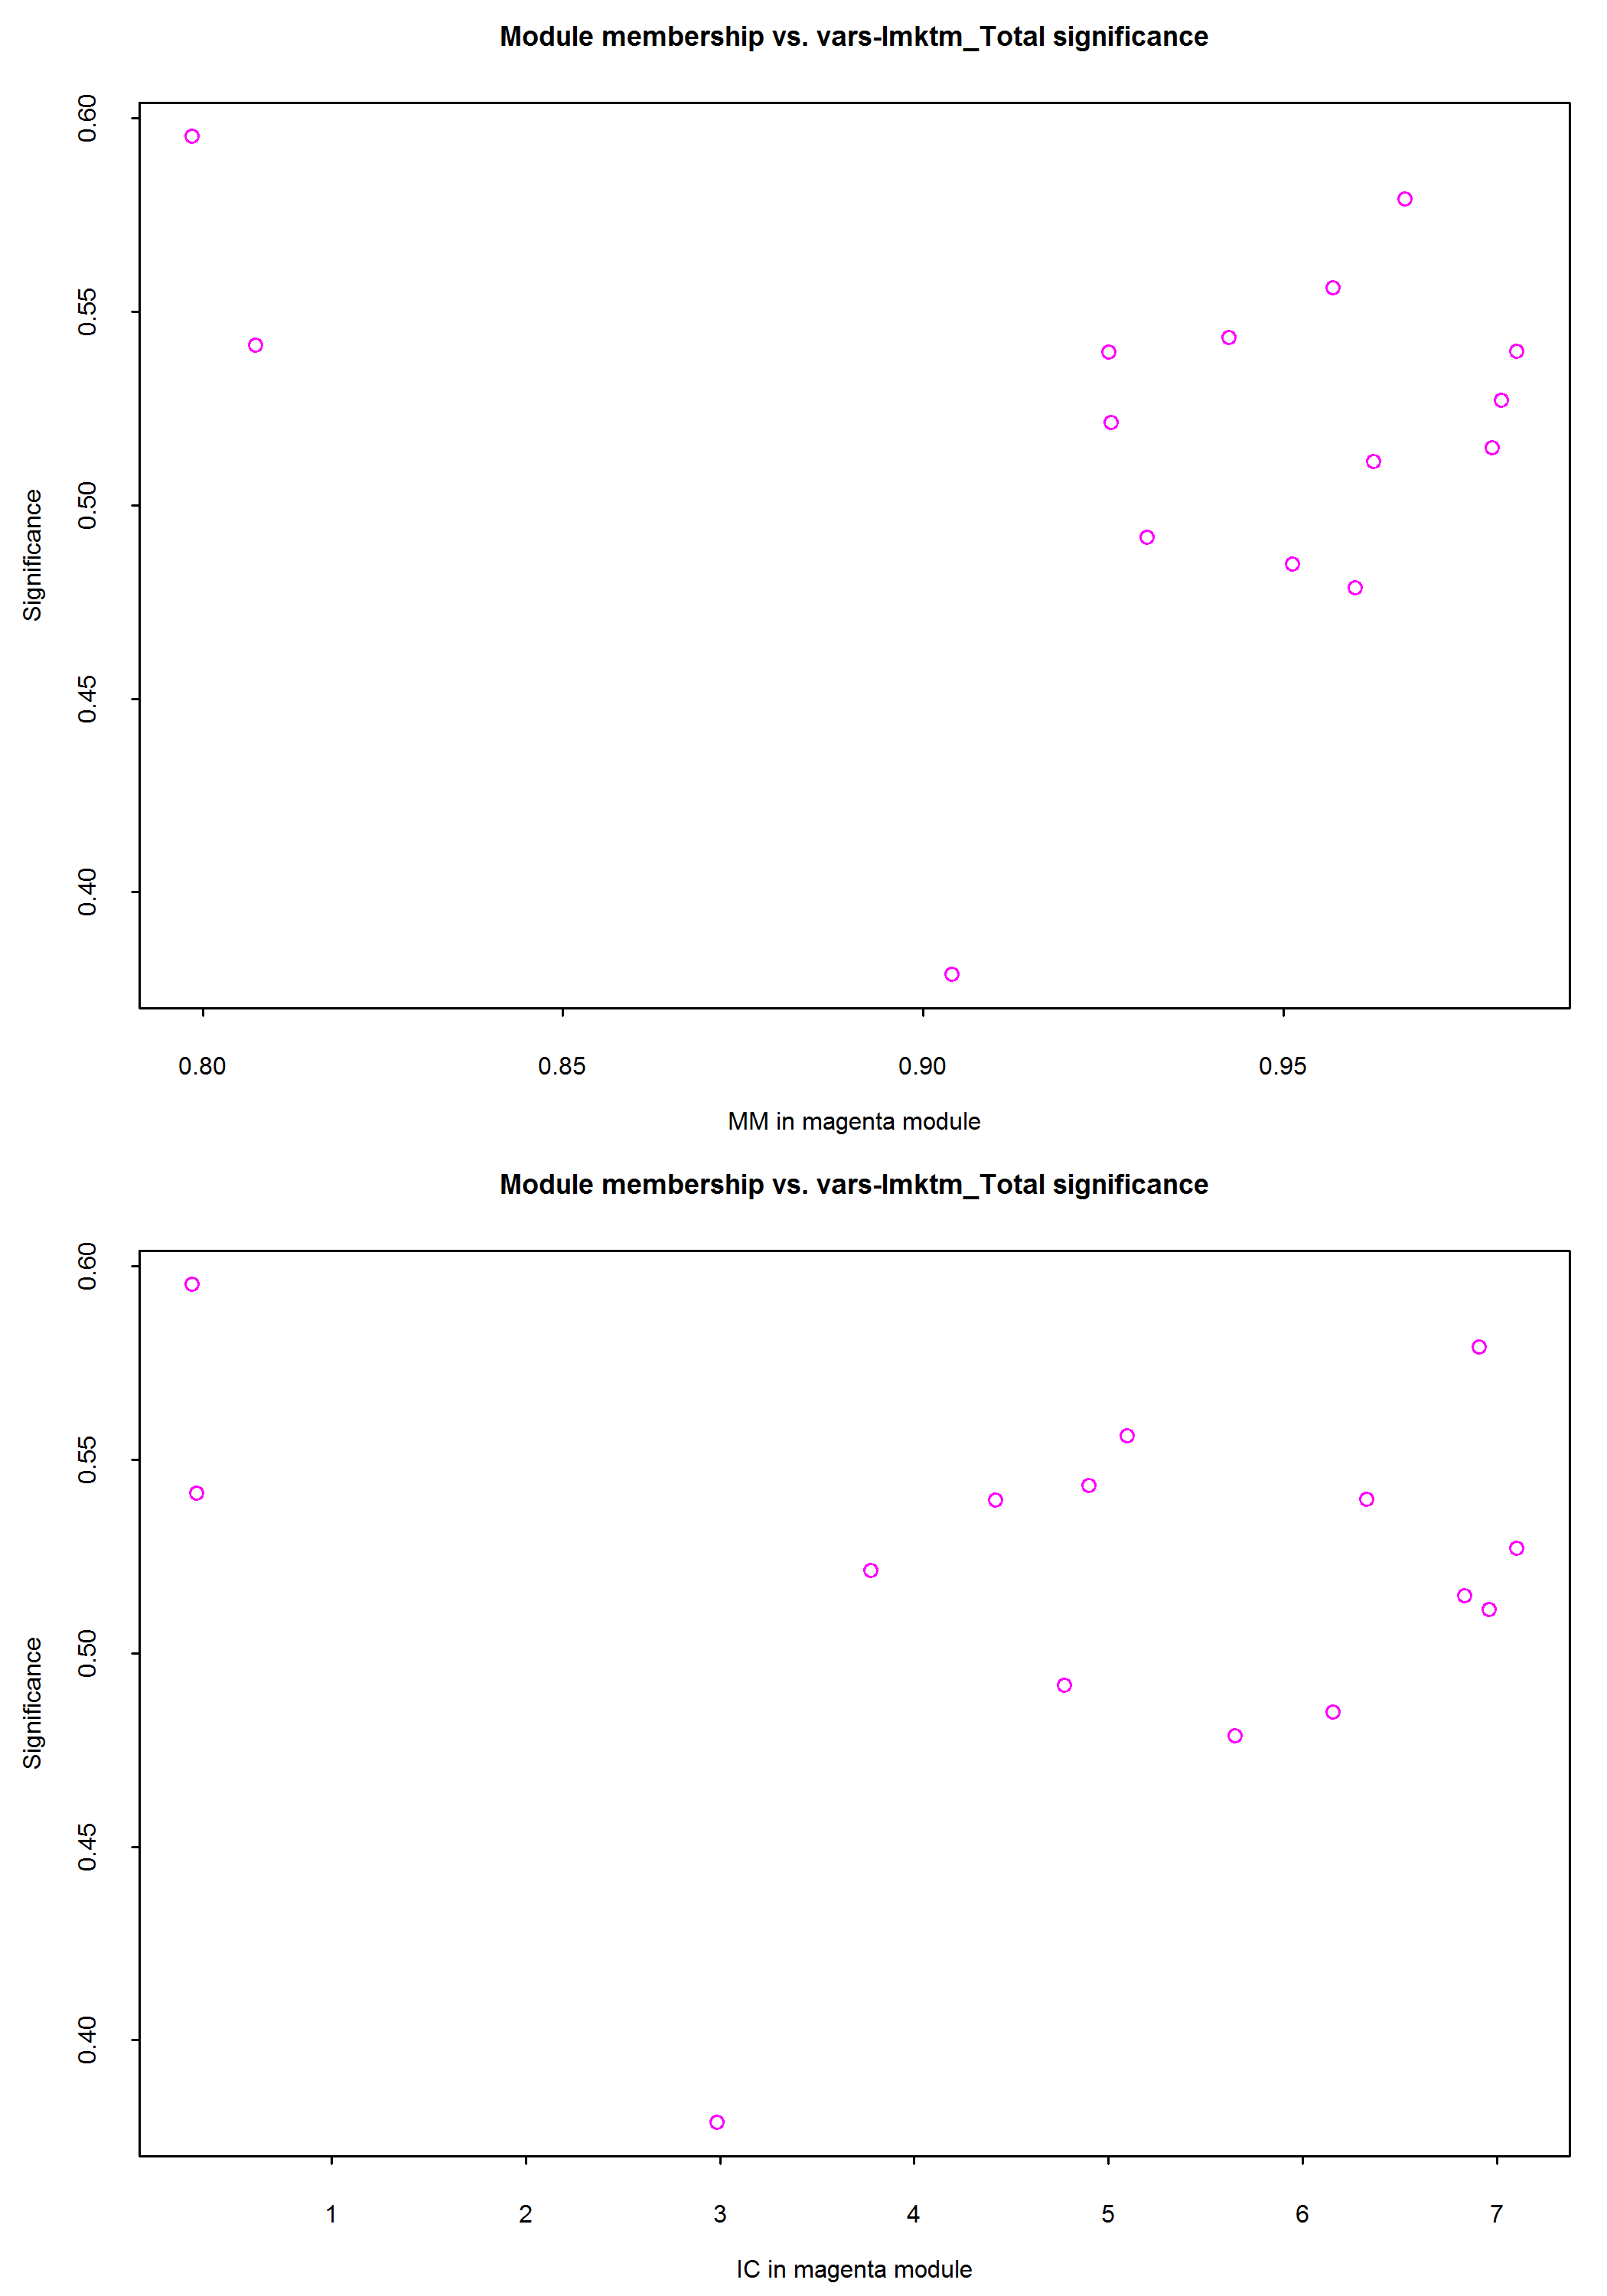 Module membership vs. vars-lmktm_Total significance
0.60
0.55
0.50
0.45
0.40
Significance
0.80 0.85 0.90 0.95
MM in magenta module
Module membership vs. vars-lmktm_Total significance
0.60
0.55
0.50
0.45
0.40
Significance
1 2 3 4 5 6 7
IC in magenta module